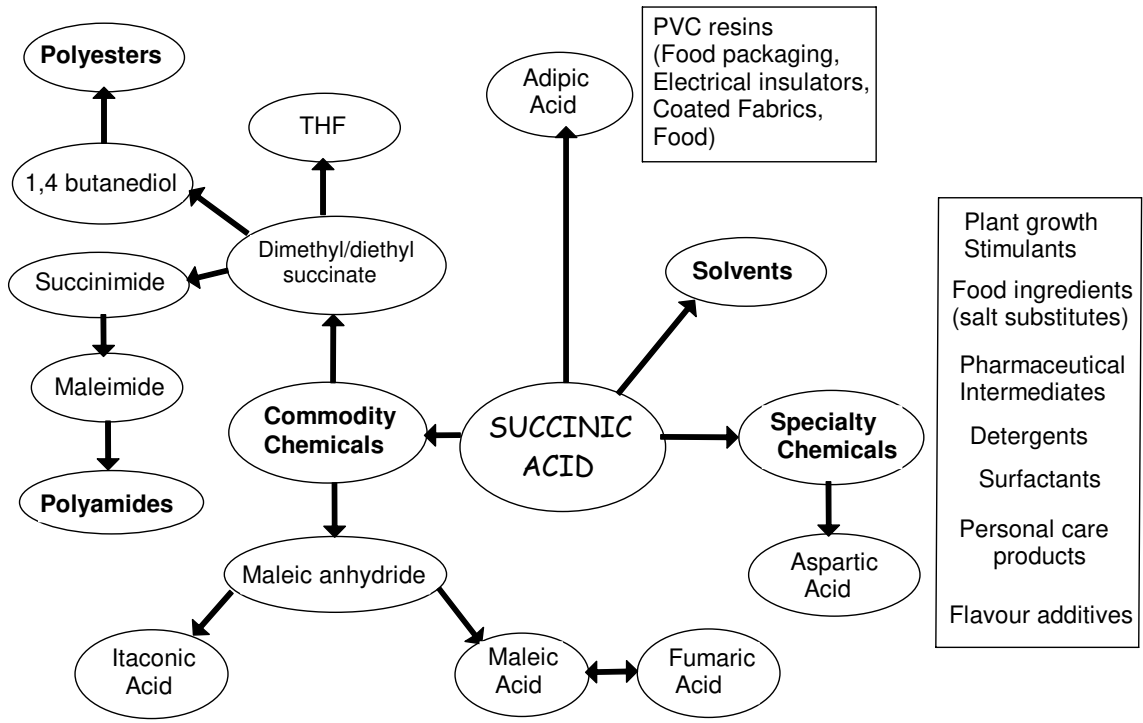 Polyesters
THF
1,4 butanediol
Dimethyl/diethyl
succinate
Succinimide
Maleimide
Polyamides
Commodity
Chemicals
Maleic anhydride
Itaconic
Acid
Maleic
Acid
Fumaric
Acid
SUCCINIC
ACID
Adipic
Acid
PVC resins
(Food packaging,
Electrical insulators,
Coated Fabrics,
Food)
Solvents
Specialty
Chemicals
Aspartic
Acid
Plant growth
Stimulants
Food ingredients
(salt substitutes)
Pharmaceutical
Intermediates
Detergents
Surfactants
Personal care
products
Flavour additives